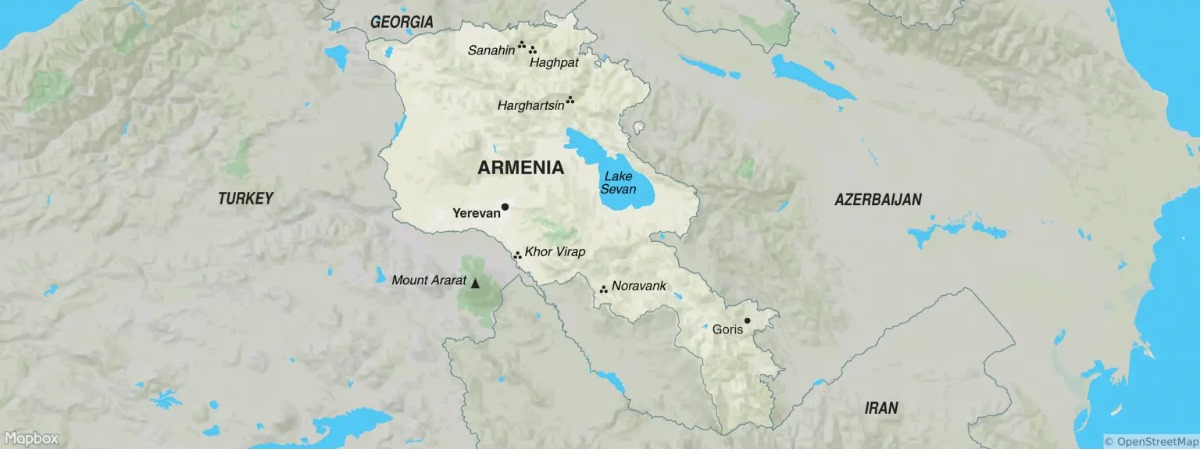 GEORGIA
Sanahin
Haghpat
Harghartsin
ARMENIA
Lake
Sevan
TURKEY
AZERBAIJAN
Yerevan
Khor Virap
Mount Ararat
Noravank
Goris
IRAN
Mapbox
© OpenStreetMap